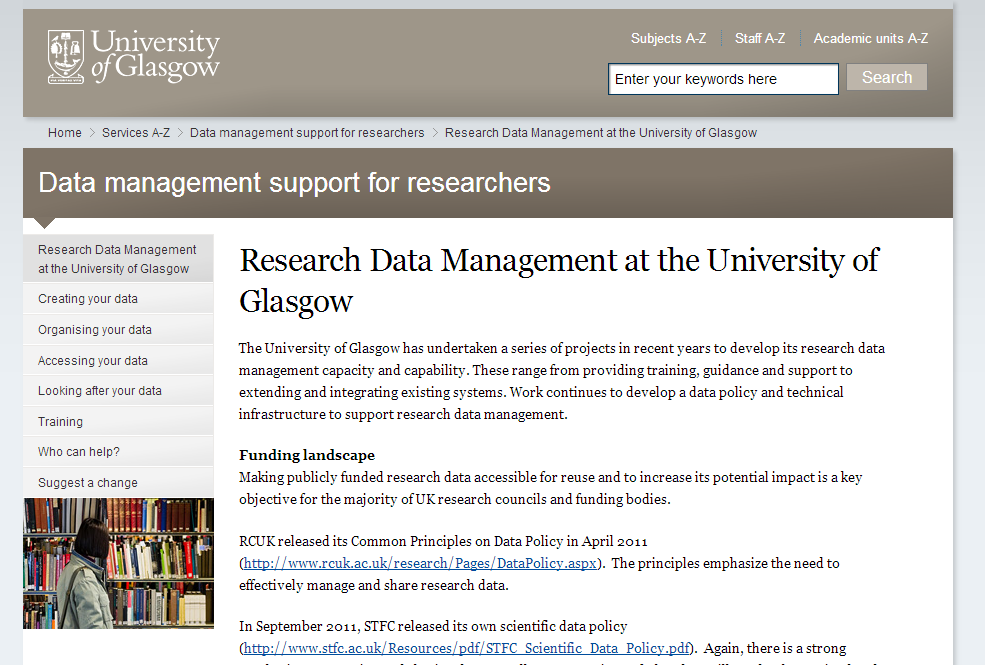 University
of Glasgow
Subjects A-Z
Staff A-Z
Academic units A-Z
Enter your keywords here
Search
Home > Services A-Z > Data management support for researchers > Research Data Management at the University of Glasgow
Data management support for researchers
Research Data Management
at the University of Glasgow
Creating your data
Organising your data
Accessing your data
Looking after your data
Training
Who can help?
Suggest a change
Research Data Management at the University of
Glasgow
The University of Glasgow has undertaken a series of projects in recent years to develop its research data
management capacity and capability. These range from providing training, guidance and support to
extending and integrating existing systems. Work continues to develop a data policy and technical
infrastructure to support research data management.
Funding landscape
Making publicly funded research data accessible for reuse and to increase its potential impact is a key
objective for the majority of UK research councils and funding bodies.
RCUK released its Common Principles on Data Policy in April 2011
(http://www.rcuk.ac.uk/research/Pages/DataPolicy.aspx). The principles emphasize the need to
effectively manage and share research data.
In September 2011, STFC released its own scientific data policy
(http://www.stfc.ac.uk/Resources/pdf/STFC_Scientific_Data_Policy.pdf). Again, there is a strong